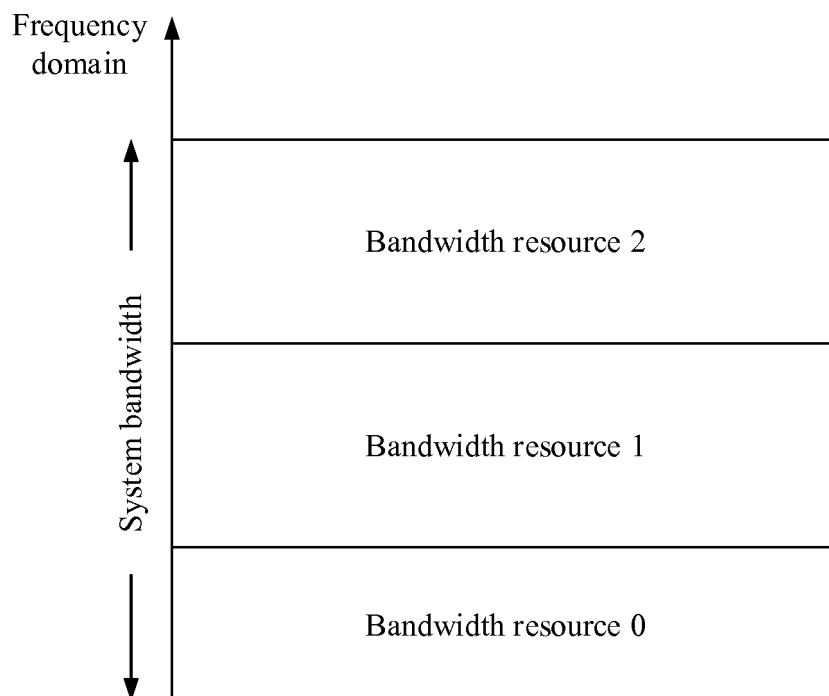 Frequency
domain
Bandwidth resource 2
System bandwidth
Bandwidth resource 1
Bandwidth resource 0